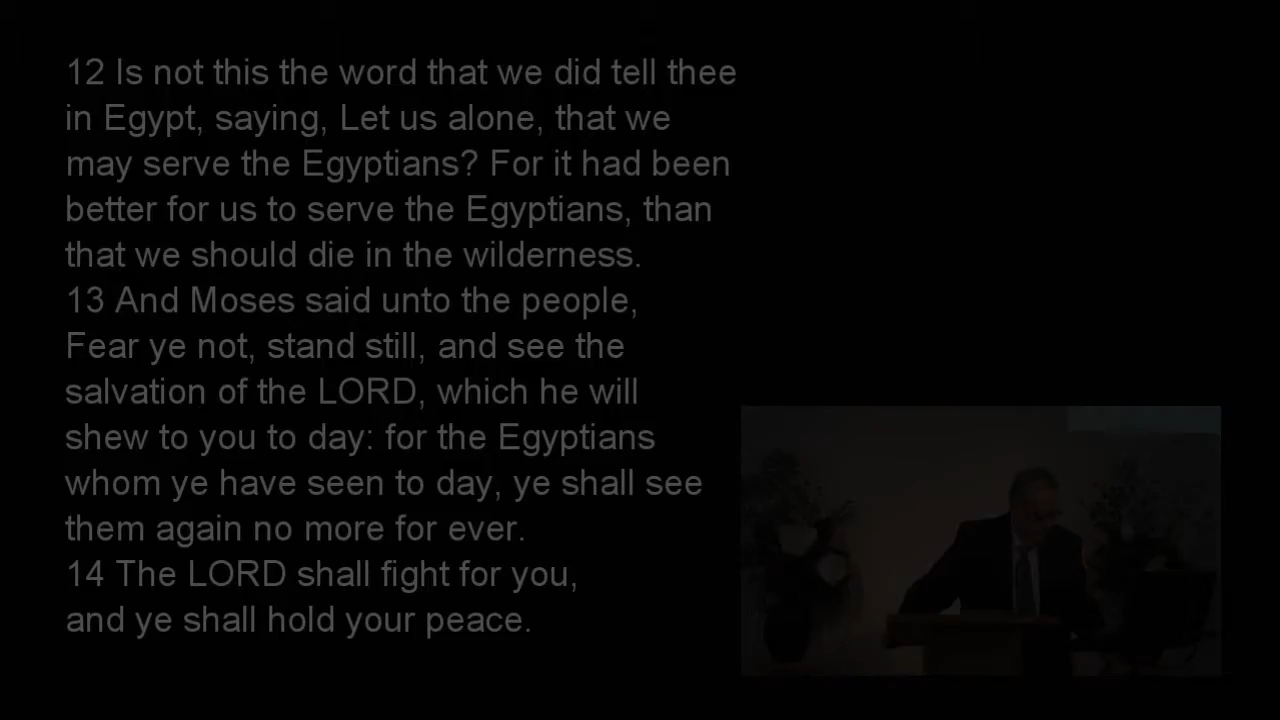 12 Is not this the word that we did tell thee
in Egypt, saying, Let us alone, that we
may serve the Egyptians? For it had been
better for us to serve the Egyptians, than
that we should die in the wilderness.
13 And Moses said unto the people,
Fear ye not, stand still, and see the
salvation of the LORD, which he will
shew to you to day: for the Egyptians
whom ye have seen to day, ye shall see
them again no more for ever.
14 The LORD shall fight for you,
and ye shall hold your peace.